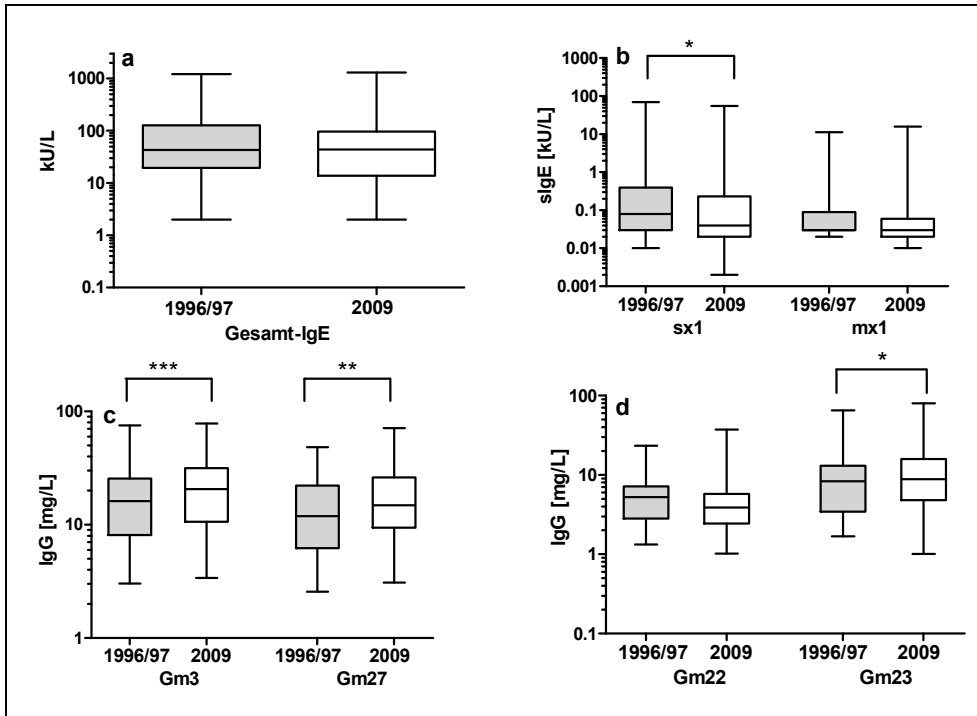 a
kU/L
1000
100
10
1
0.1
1996/97 2009
Gesamt-IgE
b
*
sIgE [kU/L]
1000
100
10
1
0.1
0.01
0.001
1996/97 2009 1996/97 2009
sx1 mx1
c
*** **
IgG [mg/L]
100
10
1
1996/97 2009 1996/97 2009
Gm3 Gm27
d
*
IgG [mg/L]
100
10
1
0.1
1996/97 2009 1996/97 2009
Gm22 Gm23